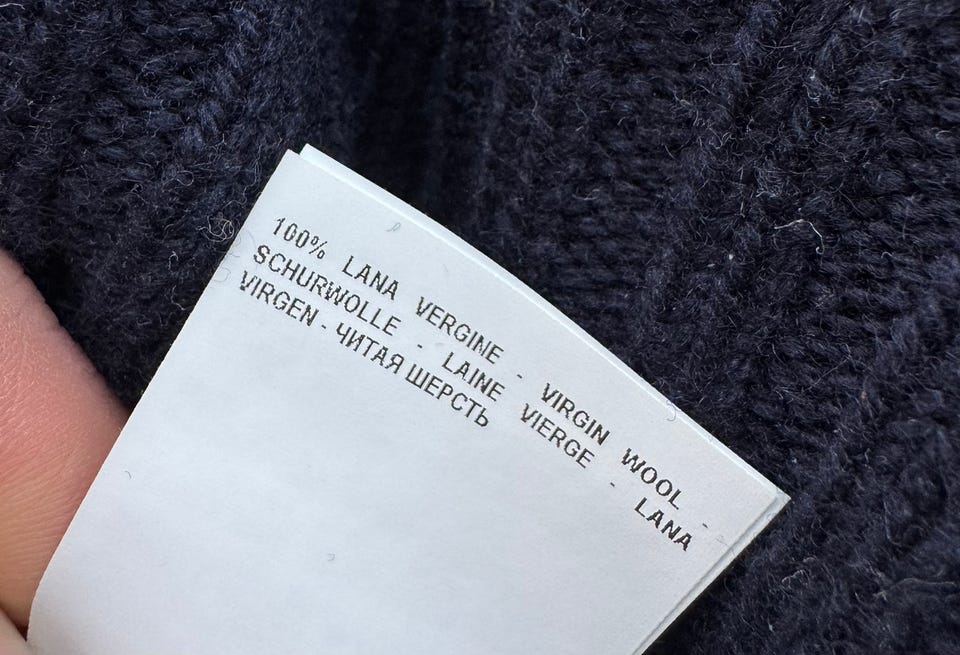 100% LANA VERGINE - VIRGIN WOOL -
SCHURWOLLE - LAINE VIERGE - LANA
VIRGEN - ЧИТАЯ ШЕРСТЬ